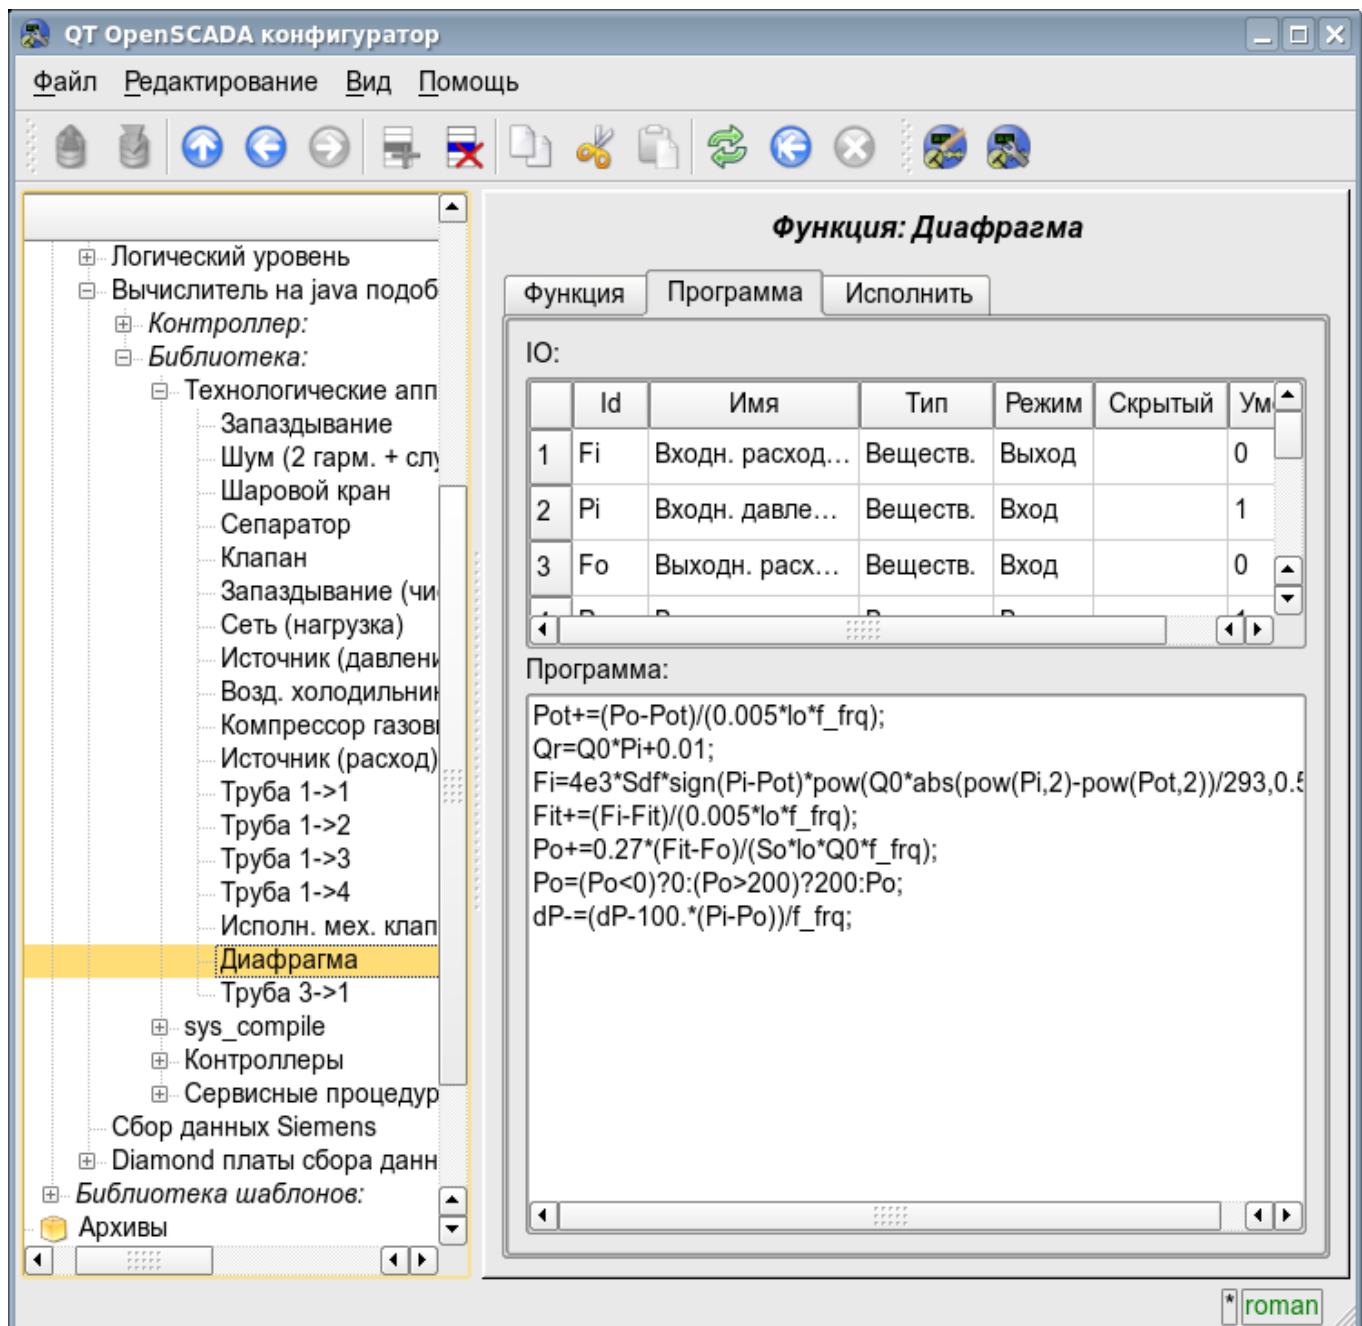 QT OpenSCADA конфигуратор
Файл Редактирование Вид Помощь
Логический уровень
Вычислитель на java подоб
Контроллер:
Библиотека:
Технологические апп
Запаздывание
Шум (2 гарм. + слу
Шаровой кран
Сепаратор
Клапан
Запаздывание (чи
Сеть (нагрузка)
Источник (давлени
Возд. холодильник
Компрессор газовы
Источник (расход)
Труба 1->1
Труба 1->2
Труба 1->3
Труба 1->4
Исполн. мех. клап
Диафрагма
Труба 3->1
sys_compile
Контроллеры
Сервисные процедур
Сбор данных Siemens
Diamond платы сбора данн
Библиотека шаблонов:
Архивы
Функция: Диафрагма
Функция Программа Исполнить
IO:
Id Имя Тип Режим Скрытый Умо
1 Fi Входн. расход... Веществ. Выход 0
2 Pi Входн. давле... Веществ. Вход 1
3 Fo Выходн. расх... Веществ. Вход 0
Программа:
Pot+=(Po-Pot)/(0.005*lo*f_frq);
Qr=Q0*Pi+0.01;
Fi=4e3*Sdf*sign(Pi-Pot)*pow(Q0*abs(pow(Pi,2)-pow(Pot,2))/293,0.5
Fit+=(Fi-Fit)/(0.005*lo*f_frq);
Po+=0.27*(Fit-Fo)/(So*lo*Q0*f_frq);
Po=(Po<0)?0:(Po>200)?200:Po;
dP-=(dP-100.*(Pi-Po))/f_frq;
* roman